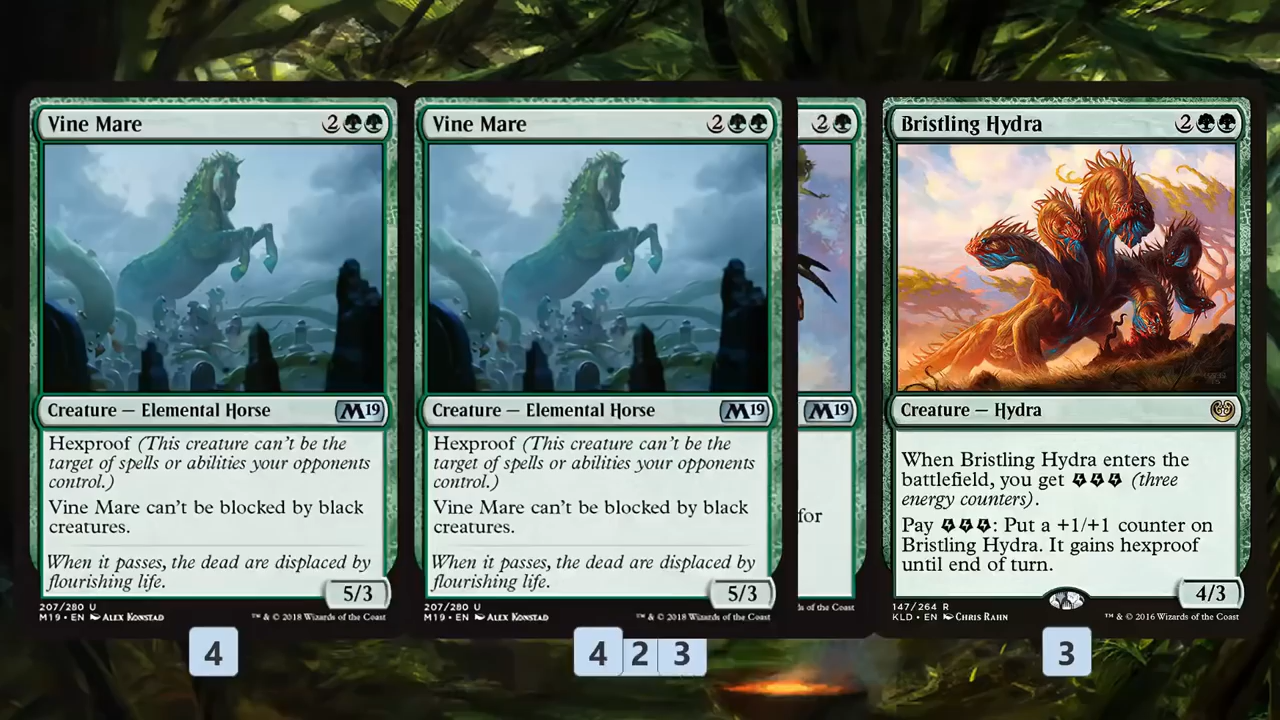 Vine Mare 2
Creature — Elemental Horse M19
Hexproof (This creature can't be the
target of spells or abilities your opponents
control.)
Vine Mare can't be blocked by black
creatures.
When it passes, the dead are displaced by
flourishing life.
5/3
207/280 U
M19 • EN ALEX KONSTAD ™ & © 2018 Wizards of the Coast
4
Vine Mare 2
Creature — Elemental Horse M19
Hexproof (This creature can't be the
target of spells or abilities your opponents
control.)
Vine Mare can't be blocked by black
creatures.
When it passes, the dead are displaced by
flourishing life.
5/3
207/280 U
M19 • EN ALEX KONSTAD ™ & © 2018 Wizards of the Coast
4 2 3
2
M19
for
of the Coast
Bristling Hydra 2
Creature — Hydra
When Bristling Hydra enters the
battlefield, you get (three
energy counters).
Pay : Put a +1/+1 counter on
Bristling Hydra. It gains hexproof
until end of turn.
4/3
147/264 R
KLD • EN CHRIS RAHN ™ & © 2016 Wizards of the Coast
3